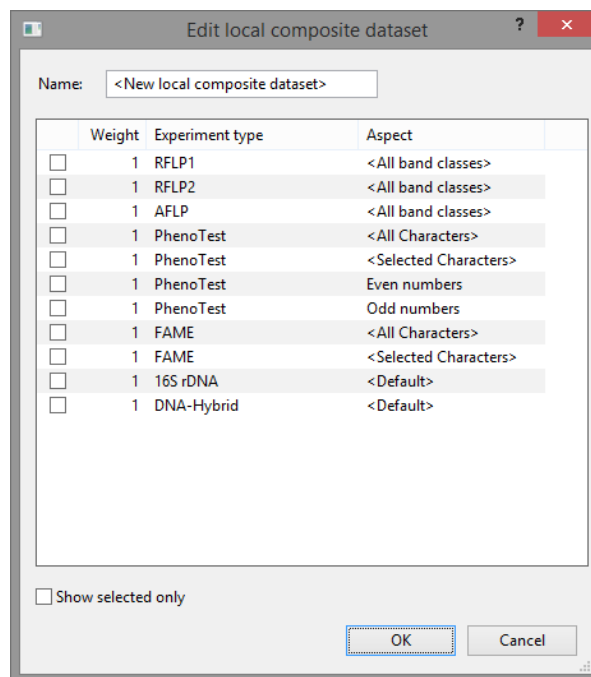 Edit local composite dataset ? ×
Name: <New local composite dataset>
Weight Experiment type Aspect
1 RFLP1 <All band classes>
1 RFLP2 <All band classes>
1 AFLP <All band classes>
1 PhenoTest <All Characters>
1 PhenoTest <Selected Characters>
1 PhenoTest Even numbers
1 PhenoTest Odd numbers
1 FAME <All Characters>
1 FAME <Selected Characters>
1 16S rDNA <Default>
1 DNA-Hybrid <Default>
Show selected only
OK Cancel